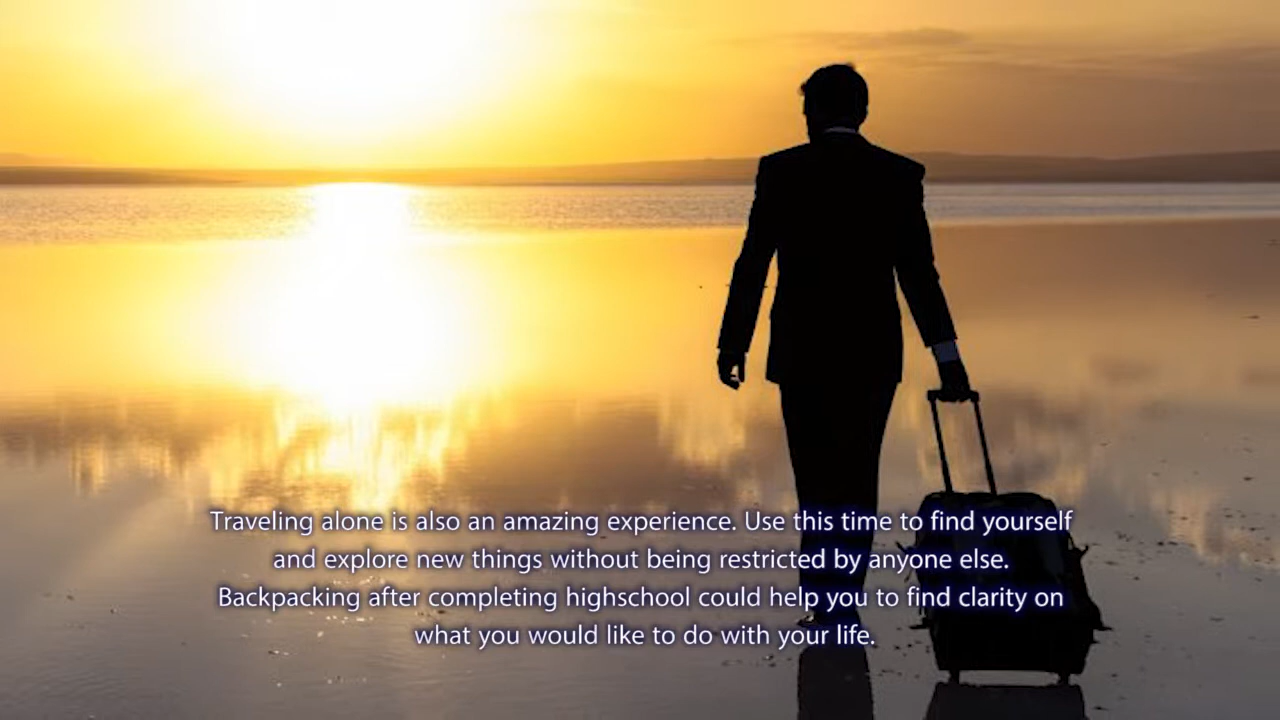 Traveling alone is also an amazing experience. Use this time to find yourself
and explore new things without being restricted by anyone else.
Backpacking after completing highschool could help you to find clarity on
what you would like to do with your life.